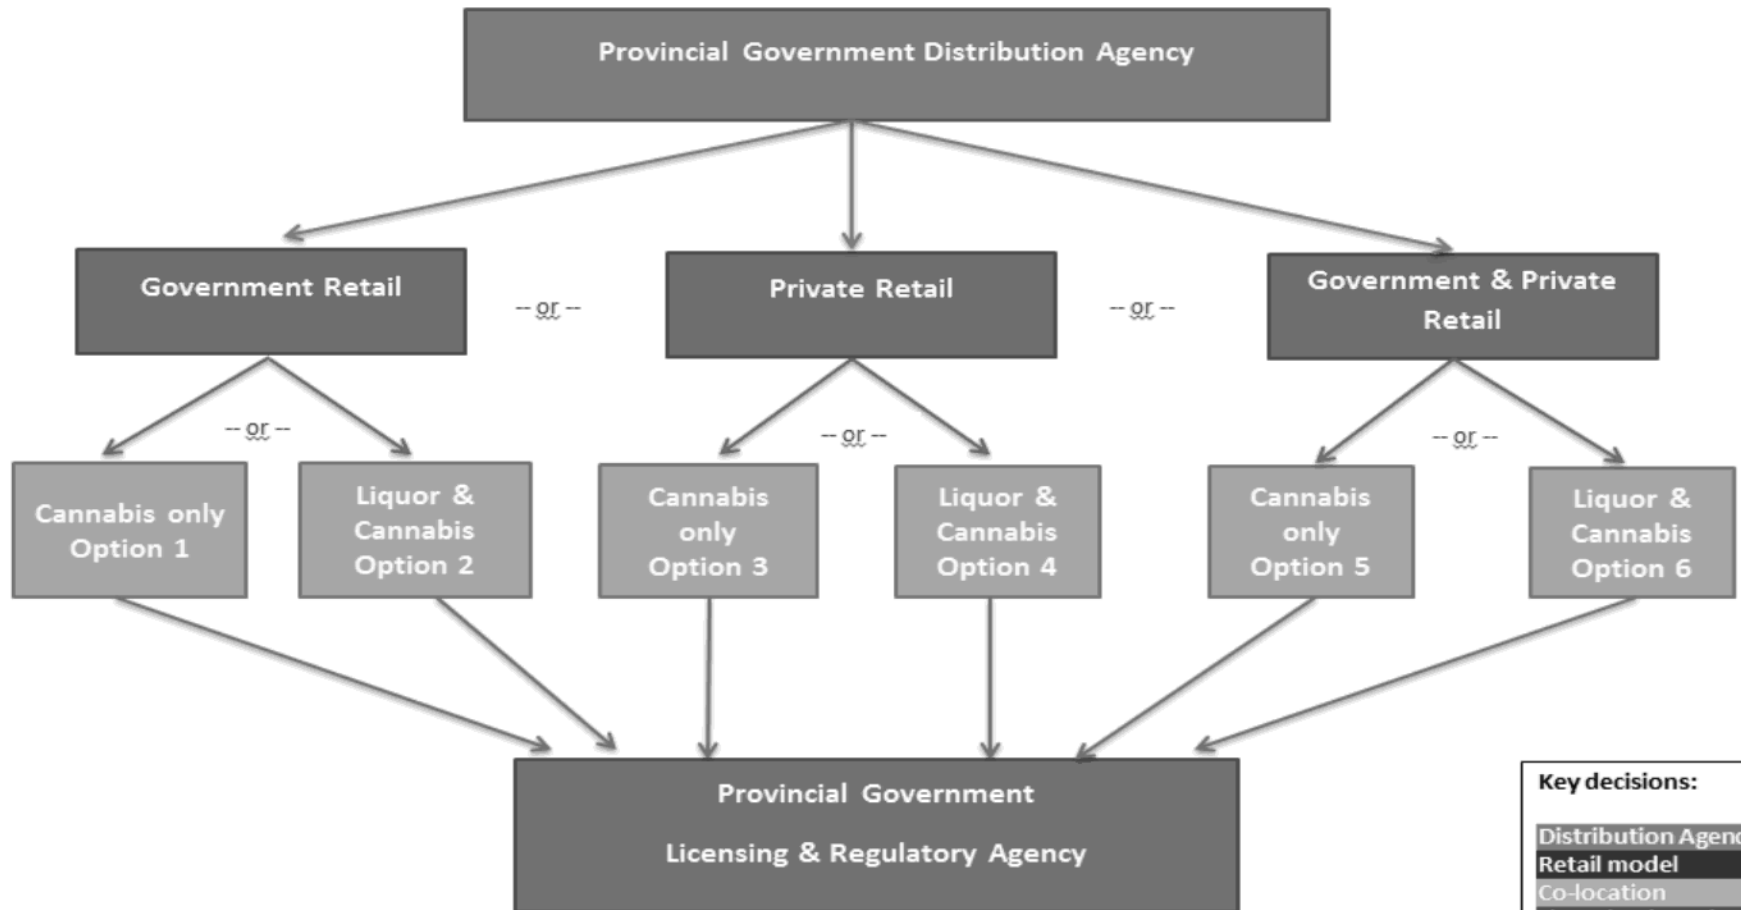 Provincial Government Distribution Agency
Government Retail
-- or --
Private Retail
-- or --
Government & Private
Retail
-- or --
-- or --
-- or --
Cannabis only
Option 1
Liquor &
Cannabis
Option 2
Cannabis
only
Option 3
Liquor &
Cannabis
Option 4
Cannabis
only
Option 5
Liquor &
Cannabis
Option 6
Provincial Government
Licensing & Regulatory Agency
Key decisions:
Distribution
Retail model
Co-location